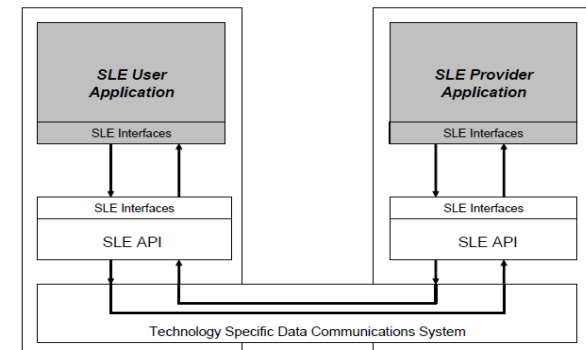 SLE User
Application
SLE Interfaces
SLE Interfaces
SLE API
SLE Provider
Application
SLE Interfaces
SLE Interfaces
SLE API
Technology Specific Data Communications System